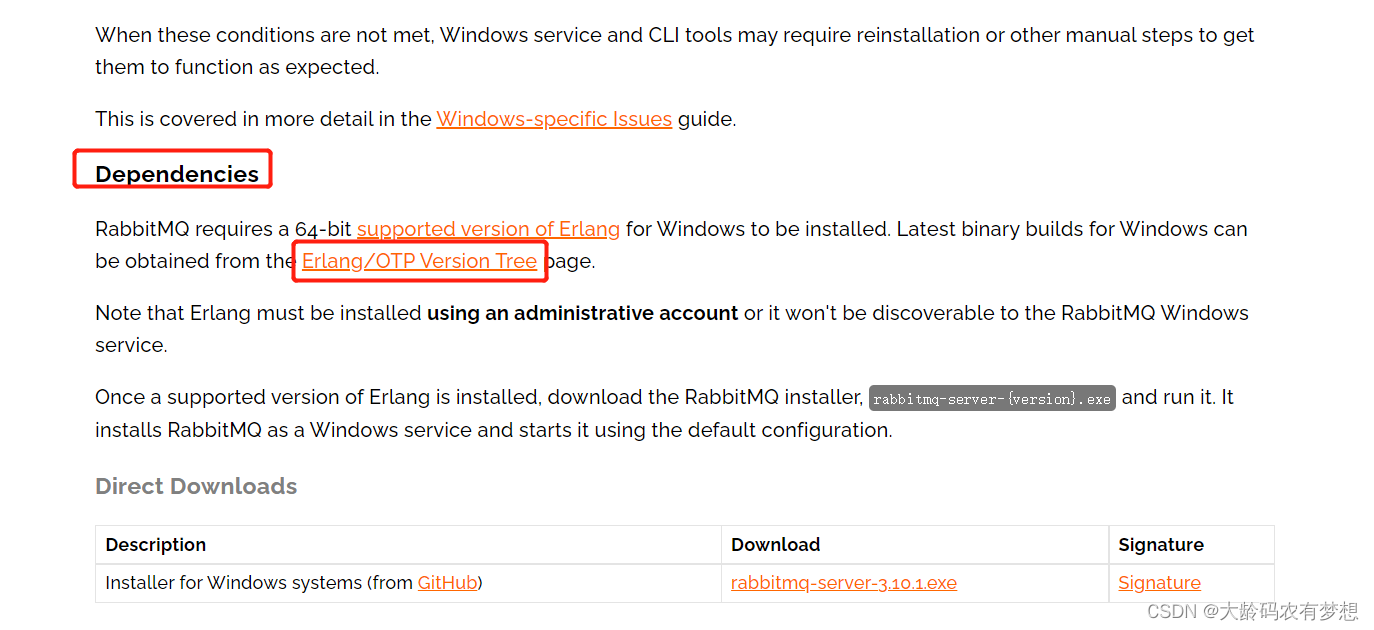 When these conditions are not met, Windows service and CLI tools may require reinstallation or other manual steps to get
them to function as expected.
This is covered in more detail in the Windows-specific Issues guide.
Dependencies
RabbitMQ requires a 64-bit supported version of Erlang for Windows to be installed. Latest binary builds for Windows can
be obtained from the Erlang/OTP Version Tree page.
Note that Erlang must be installed using an administrative account or it won't be discoverable to the RabbitMQ Windows
service.
Once a supported version of Erlang is installed, download the RabbitMQ installer, rabbitmq-server-{version}.exe and run it. It
installs RabbitMQ as a Windows service and starts it using the default configuration.
Direct Downloads
Description Download Signature
Installer for Windows systems (from GitHub) rabbitmq-server-3.10.1.exe Signature
CSDN @大龄码农有梦想